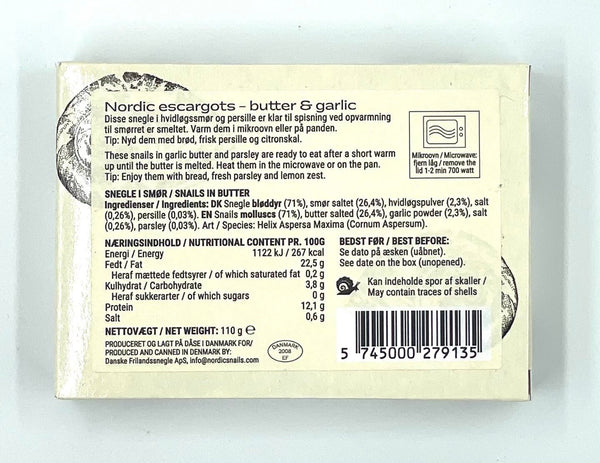 Nordic escargots – butter & garlic
Disse snegle i hvidløgssmør og persille er klar til spisning ved opvarmning
til smørret er smeltet. Varm dem i mikroovn eller på panden.
Tip: Nyd dem med brød, frisk persille og citronskal.
These snails in garlic butter and parsley are ready to eat after a short warm
up until the butter is melted. Heat them in the microwave or on the pan.
Tip: Enjoy them with bread, fresh parsley and lemon zest.
Mikroovn / Microwave:
fjern låg / remove the
lid 1-2 min 700 watt
SNEGLE I SMØR / SNAILS IN BUTTER
Ingredienser / Ingredients: DK Snegle bløddyr (71%), smør saltet (26,4%), hvidløgspulver (2,3%), salt
(0,26%), persille (0,03%). EN Snails molluscs (71%), butter salted (26,4%), garlic powder (2,3%), salt
(0,26%), parsley (0,03%). Art / Species: Helix Aspersa Maxima (Cornum Aspersum).
NÆRINGSINDHOLD / NUTRITIONAL CONTENT PR. 100G
Energi / Energy 1122 kJ / 267 kcal
Fedt / Fat 22,5 g
Heraf mættede fedtsyrer / of which saturated fat 0,2 g
Kulhydrat / Carbohydrate 3,8 g
Heraf sukkerarter / of which sugars 0 g
Protein 12,1 g
Salt 0,6 g
NETTOVÆGT / NET WEIGHT: 110 g ℮
PRODUCERET OG LAGT PÅ DÅSE I DANMARK FOR/
PRODUCED AND CANNED IN DENMARK BY:
Danske Frilandssnegle ApS, info@nordicsnails.com
DANMARK
2008
EF
BEDST FØR / BEST BEFORE:
Se dato på æsken (uåbnet).
See date on the box (unopened).
Kan indeholde spor af skaller /
May contain traces of shells
5 745000 279135